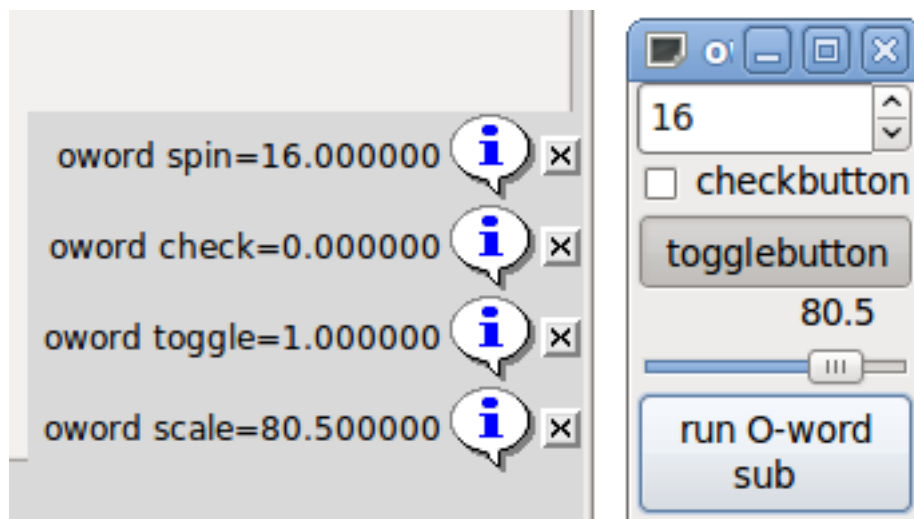 oword spin=16.000000
oword check=0.000000
oword toggle=1.000000
oword scale=80.500000
16
checkbutton
togglebutton
80.5
run O-word
sub